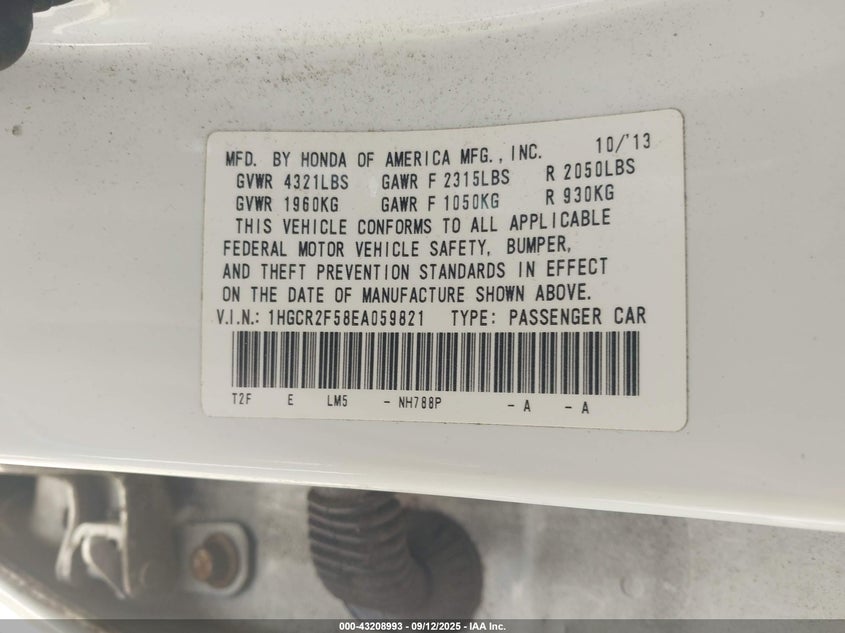 MFD. BY HONDA OF AMERICA MFG., INC. 10/'13
GVWR 4321LBS GAWR F 2315LBS R 2050LBS
GVWR 1960KG GAWR F 1050KG R 930KG
THIS VEHICLE CONFORMS TO ALL APPLICABLE
FEDERAL MOTOR VEHICLE SAFETY, BUMPER,
AND THEFT PREVENTION STANDARDS IN EFFECT
ON THE DATE OF MANUFACTURE SHOWN ABOVE.
V.I.N.: 1HGCR2F58EA059821 TYPE: PASSENGER CAR
T2F E LM5 - NH788P - A - A
000-43208993 - 09/12/2025 - IAA Inc.